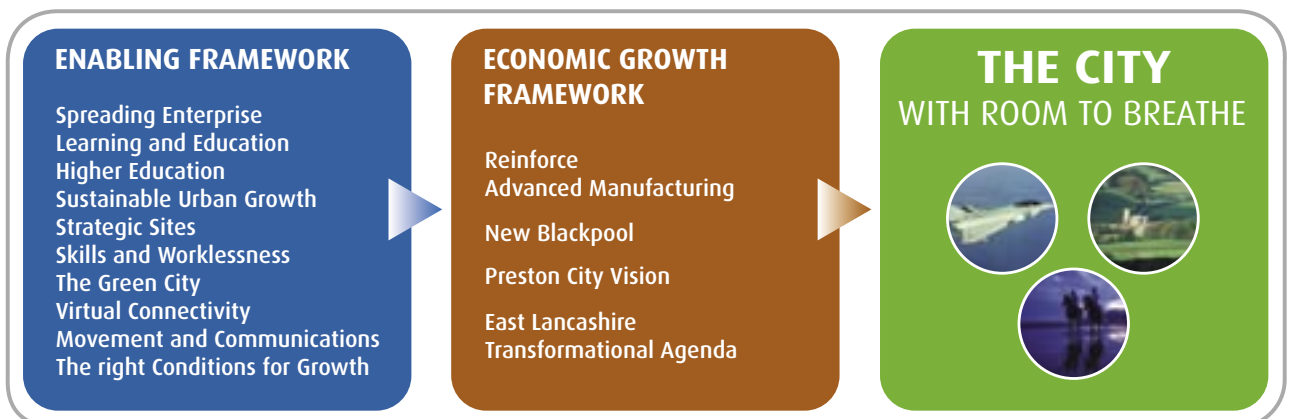 ENABLING FRAMEWORK
Spreading Enterprise
Learning and Education
Higher Education
Sustainable Urban Growth
Strategic Sites
Skills and Worklessness
The Green City
Virtual Connectivity
Movement and Communications
The right Conditions for Growth
ECONOMIC GROWTH
FRAMEWORK
Reinforce
Advanced Manufacturing
New Blackpool
Preston City Vision
East Lancashire
Transformational Agenda
THE CITY
WITH ROOM TO BREATHE